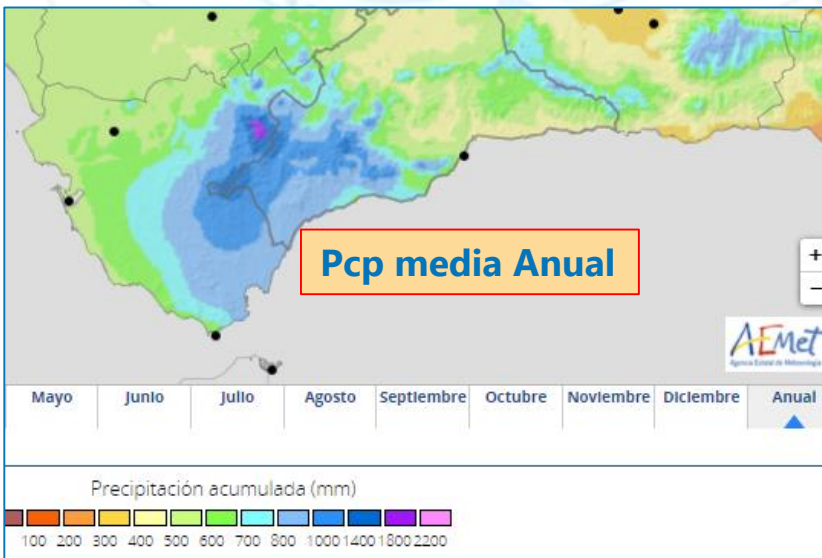 Pcp media Anual
+
−
AEMet
Agencia Estatal de Meteorología
Mayo Junio Julio Agosto Septiembre Octubre Noviembre Diciembre Anual
Precipitación acumulada (mm)
100 200 300 400 500 600 700 800 1000 1400 1800 2200